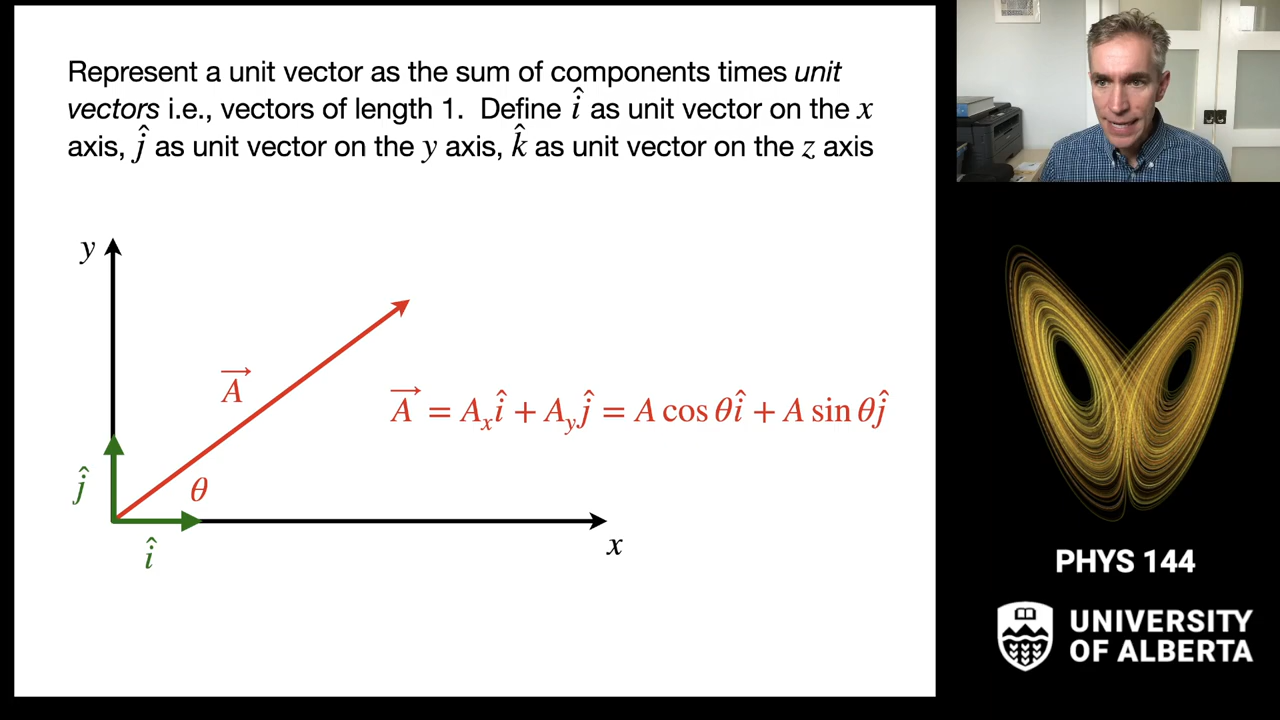 Represent a unit vector as the sum of components times unit
vectors i.e., vectors of length 1. Define î as unit vector on the x
axis, ĵ as unit vector on the y axis, k̂ as unit vector on the z axis
y
A⃗
A⃗ = Aₓî + A_yĵ = A cos θî + A sin θĵ
ĵ
θ
î
x
PHYS 144
UNIVERSITY
OF ALBERTA